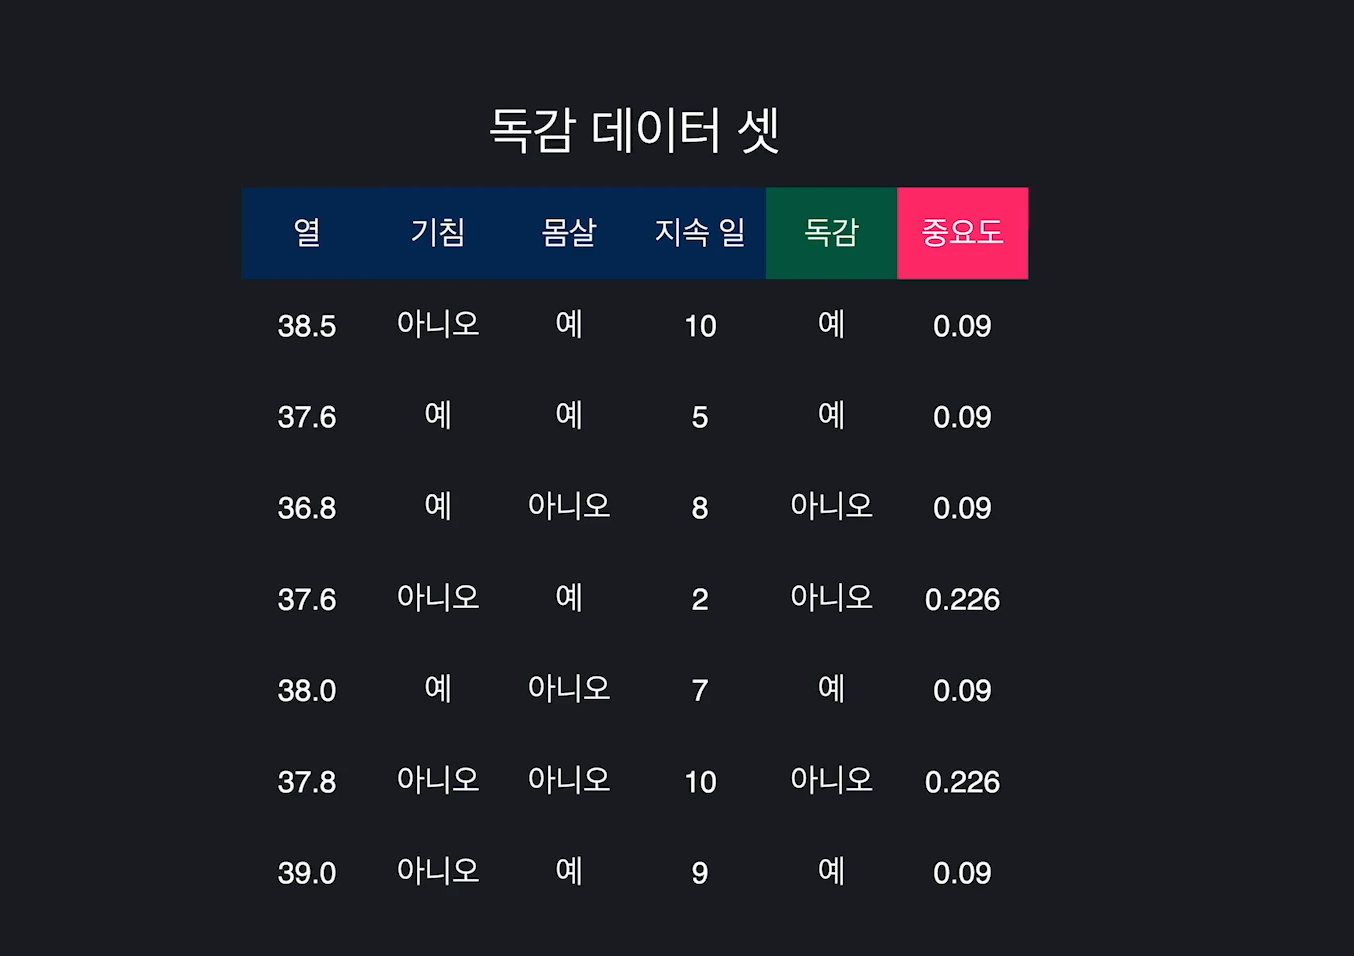 독감 데이터 셋
열 기침 몸살 지속 일 독감 중요도
38.5 아니오 예 10 예 0.09
37.6 예 예 5 예 0.09
36.8 예 아니오 8 아니오 0.09
37.6 아니오 예 2 아니오 0.226
38.0 예 아니오 7 예 0.09
37.8 아니오 아니오 10 아니오 0.226
39.0 아니오 예 9 예 0.09